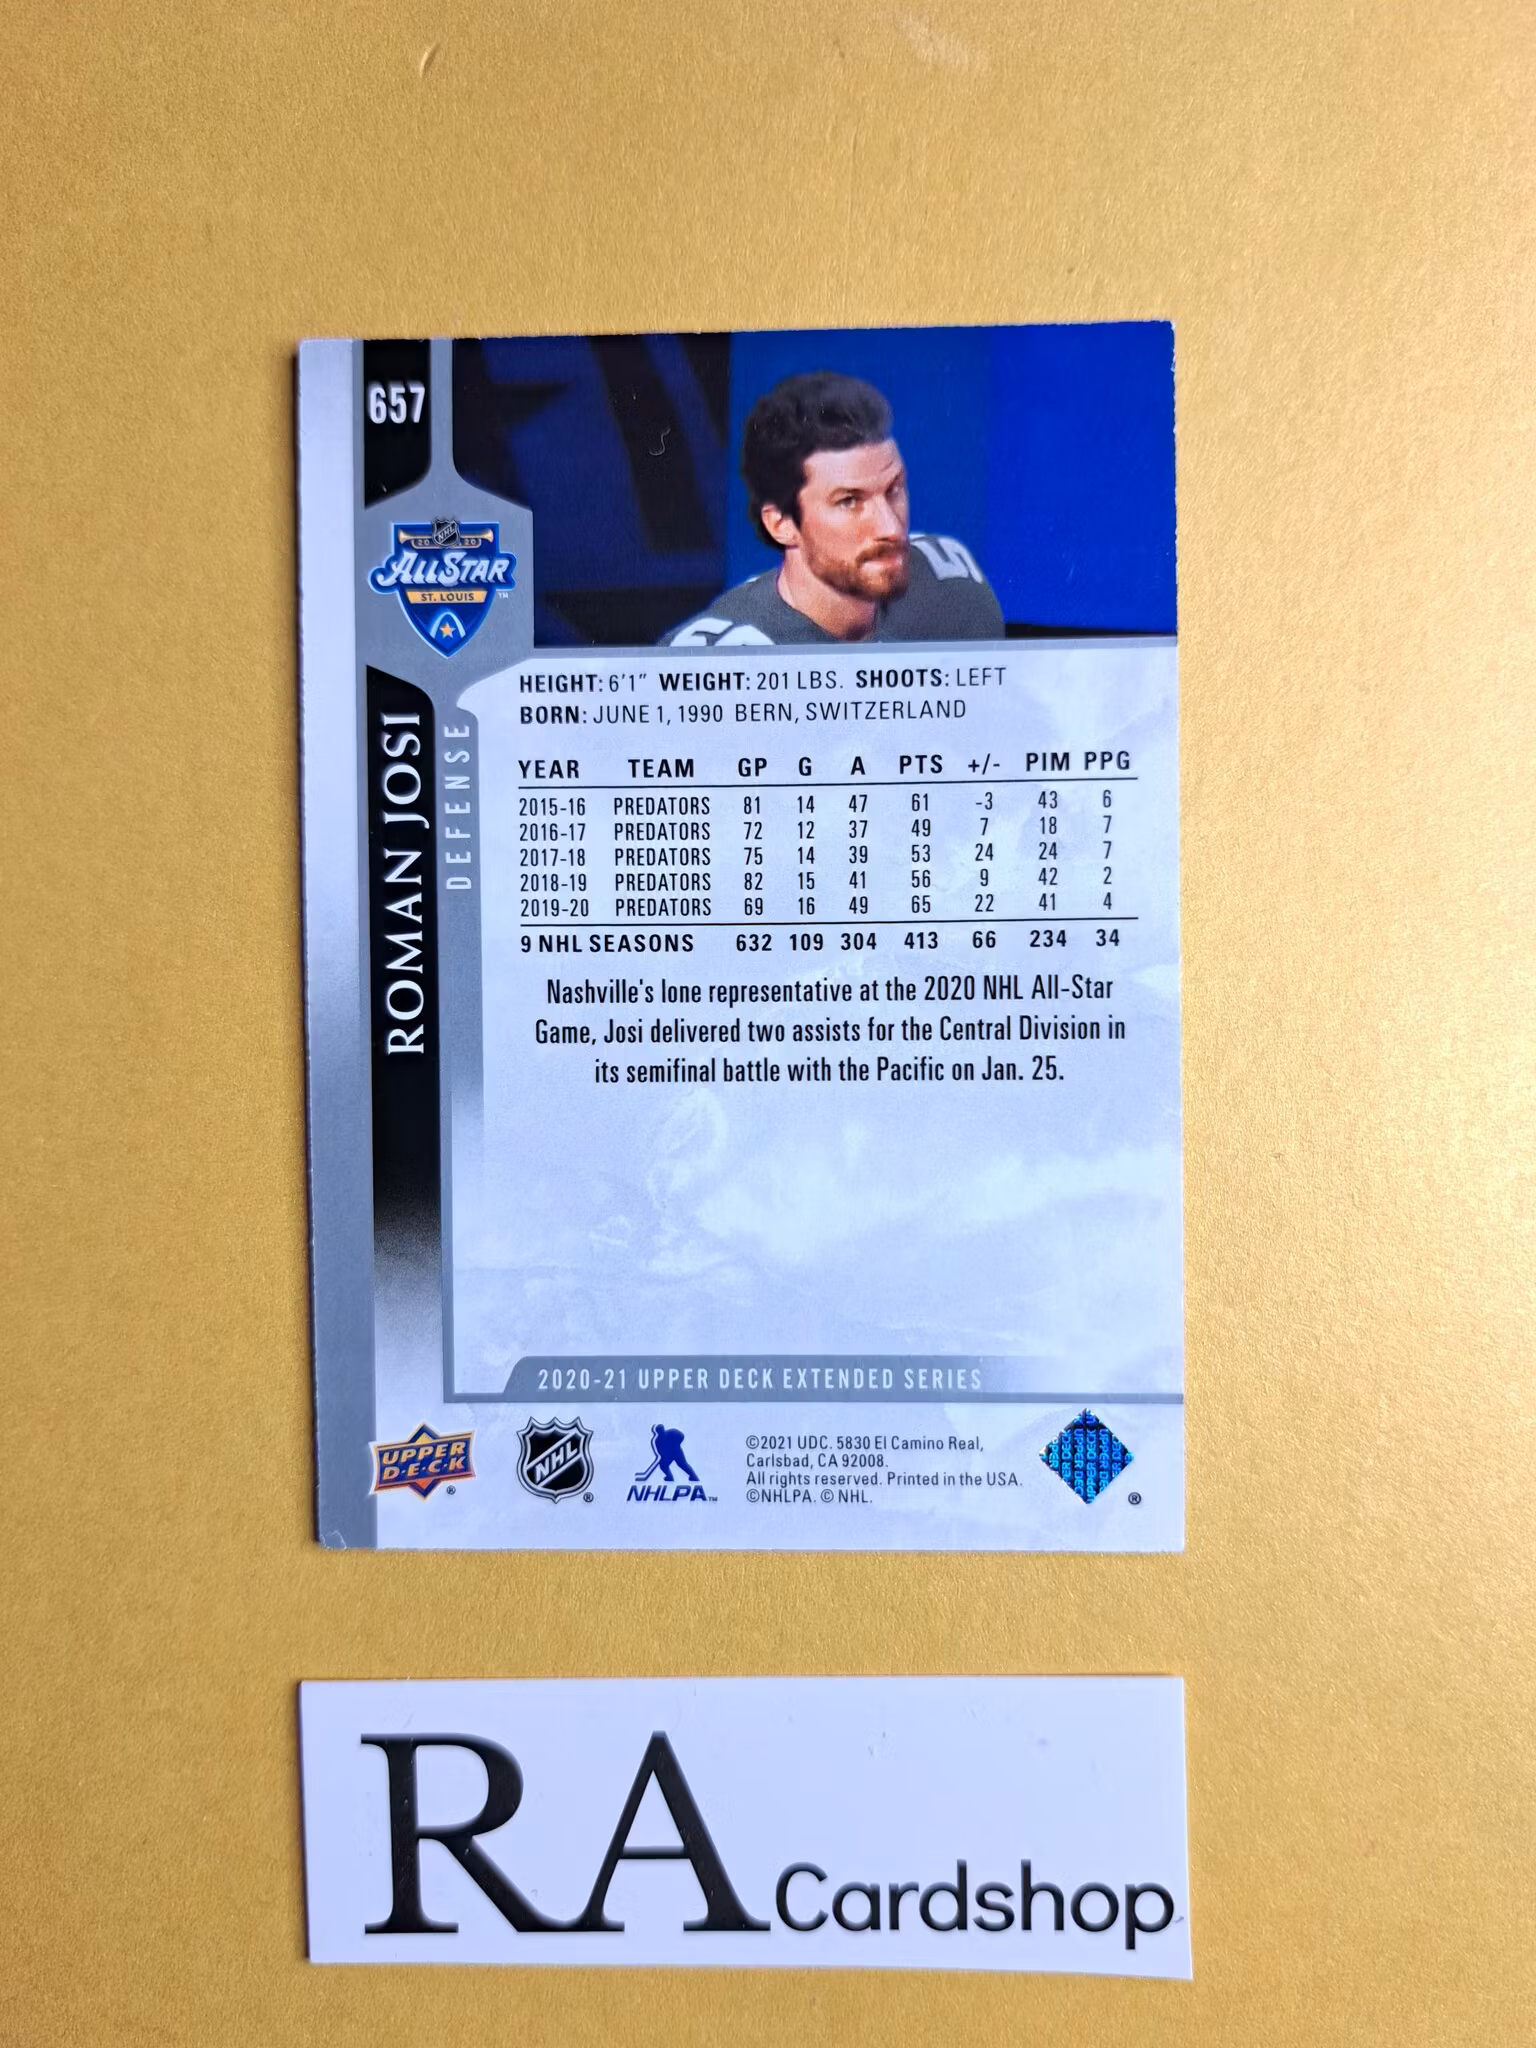 657
NHL
20 20
ALL STAR
ST. LOUIS ™
ROMAN JOSI
DEFENSE
HEIGHT: 6'1" WEIGHT: 201 LBS. SHOOTS: LEFT
BORN: JUNE 1, 1990 BERN, SWITZERLAND
YEAR TEAM GP G A PTS +/- PIM PPG
2015-16 PREDATORS 81 14 47 61 -3 43 6
2016-17 PREDATORS 72 12 37 49 7 18 7
2017-18 PREDATORS 75 14 39 53 24 24 7
2018-19 PREDATORS 82 15 41 56 9 42 2
2019-20 PREDATORS 69 16 49 65 22 41 4
9 NHL SEASONS 632 109 304 413 66 234 34
Nashville's lone representative at the 2020 NHL All-Star
Game, Josi delivered two assists for the Central Division in
its semifinal battle with the Pacific on Jan. 25.
2020-21 UPPER DECK EXTENDED SERIES
UPPER
D·E·C·K ®
NHL ®
NHLPA™
©2021 UDC. 5830 El Camino Real,
Carlsbad, CA 92008.
All rights reserved. Printed in the USA.
©NHLPA. © NHL.
®
RA Cardshop